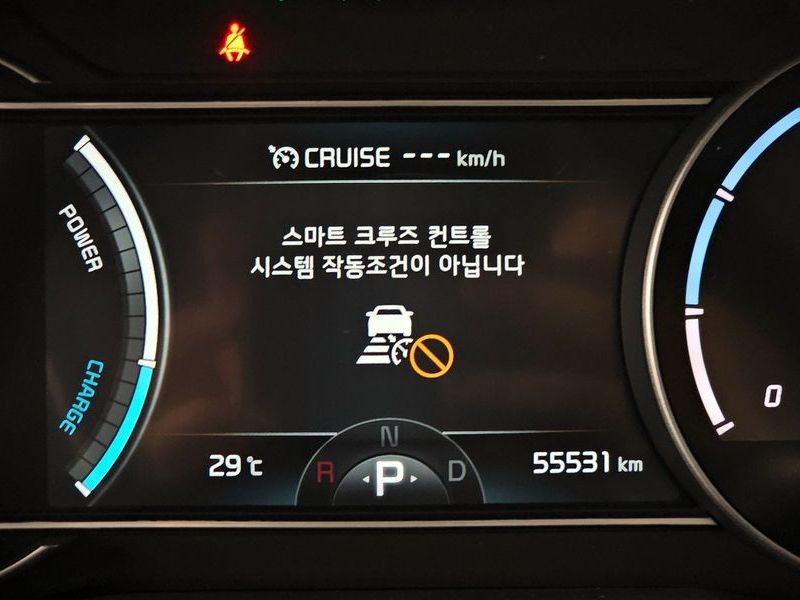 CRUISE --- km/h
스마트 크루즈 컨트롤
시스템 작동조건이 아닙니다
POWER
CHARGE
N
R P D
29℃
55531 km
0